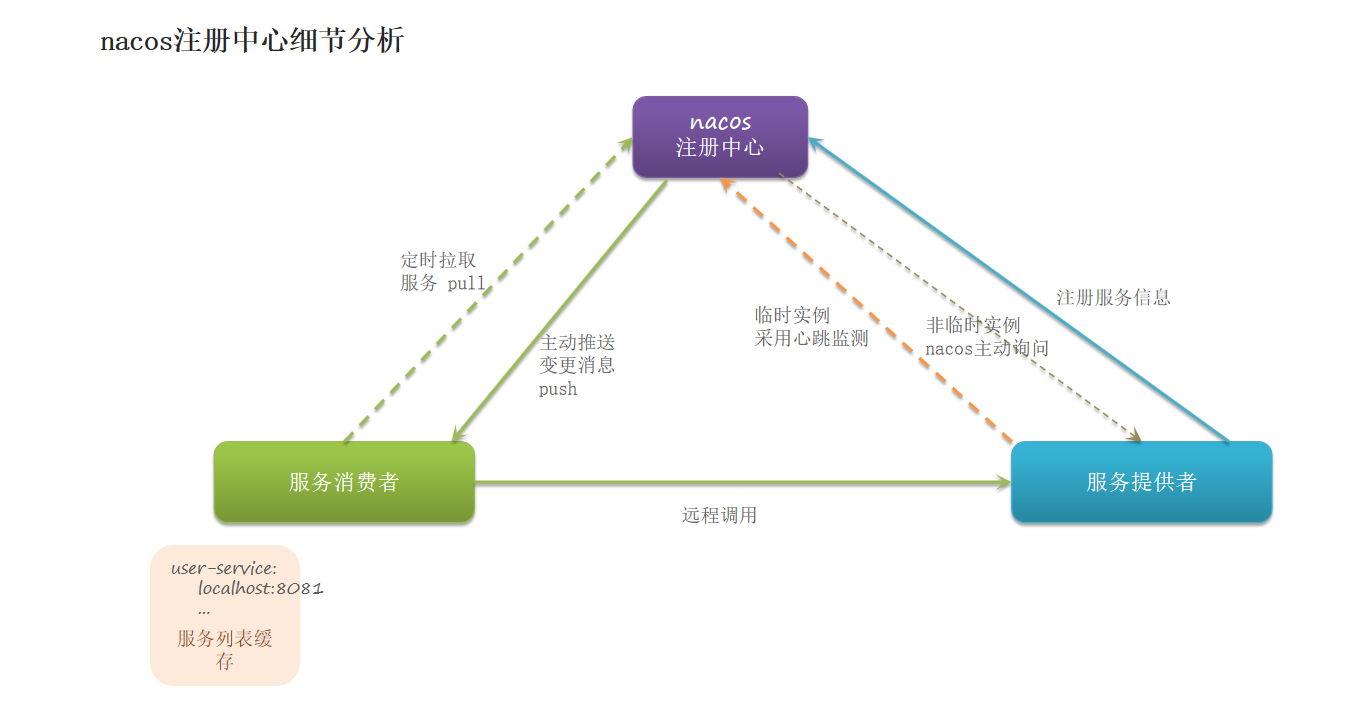 nacos注册中心细节分析
nacos
注册中心
定时拉取
服务 pull
主动推送
变更消息
push
临时实例
采用心跳监测
非临时实例
nacos主动询问
注册服务信息
服务消费者
服务提供者
远程调用
user-service:
localhost:8081
...
服务列表缓
存